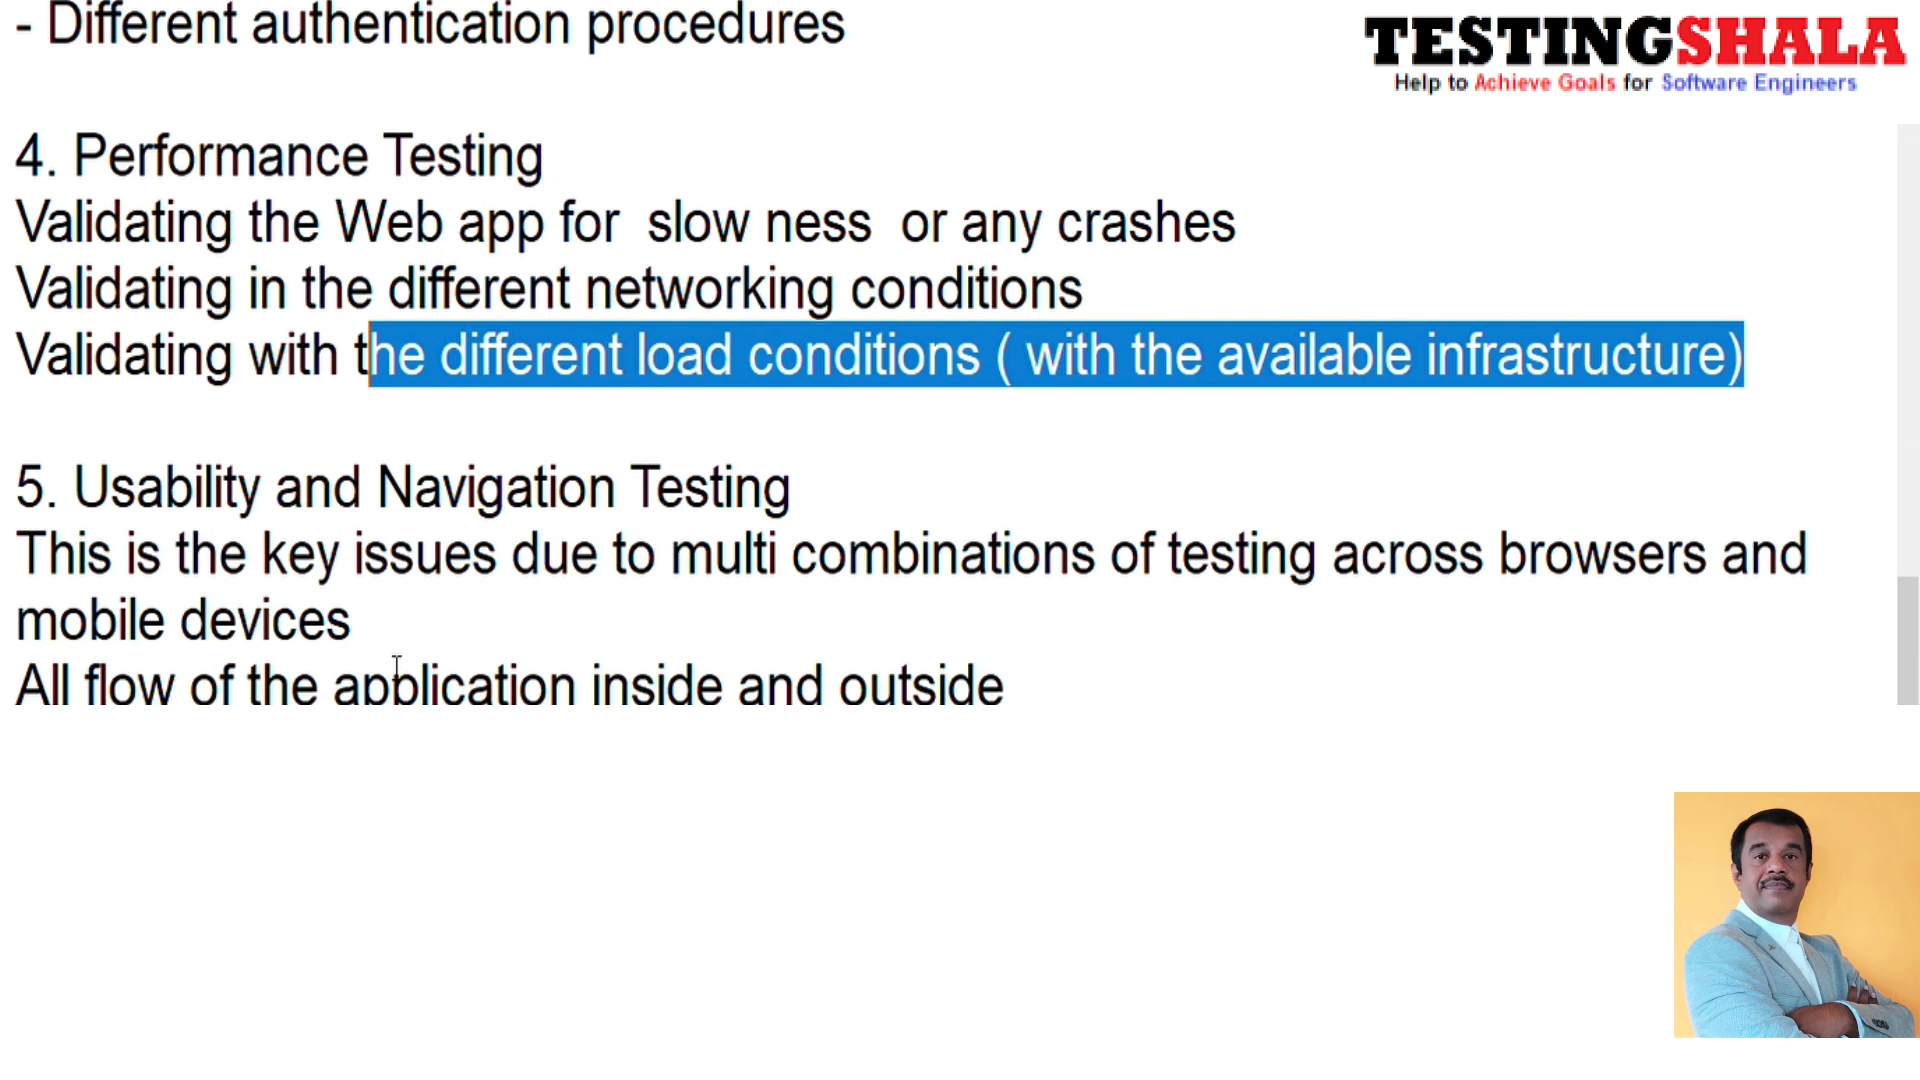 - Different authentication procedures
TESTINGSHALA
Help to Achieve Goals for Software Engineers
4. Performance Testing
Validating the Web app for  slow ness  or any crashes
Validating in the different networking conditions
Validating with the different load conditions ( with the available infrastructure)
5. Usability and Navigation Testing
This is the key issues due to multi combinations of testing across browsers and
mobile devices
All flow of the application inside and outside